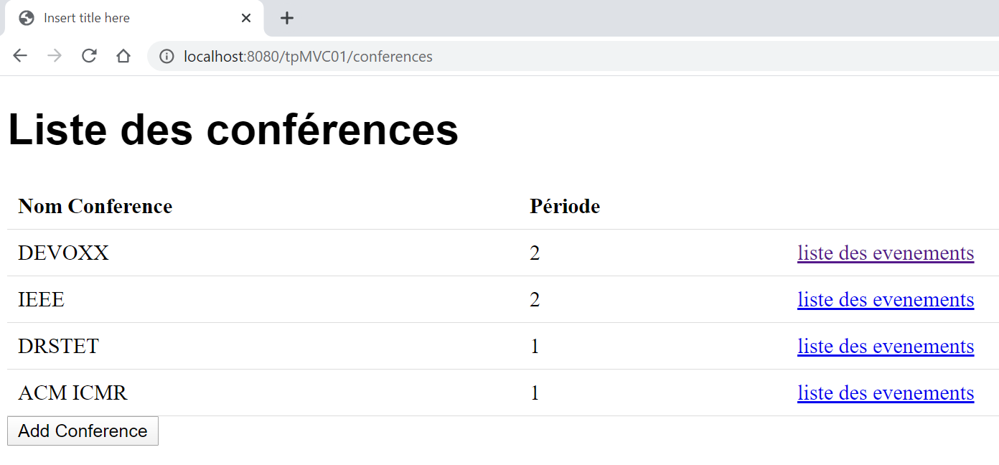 Insert title here
localhost:8080/tpMVC01/conferences
Liste des conférences
Nom Conference Période
DEVOXX 2 liste des evenements
IEEE 2 liste des evenements
DRSTET 1 liste des evenements
ACM ICMR 1 liste des evenements
Add Conference